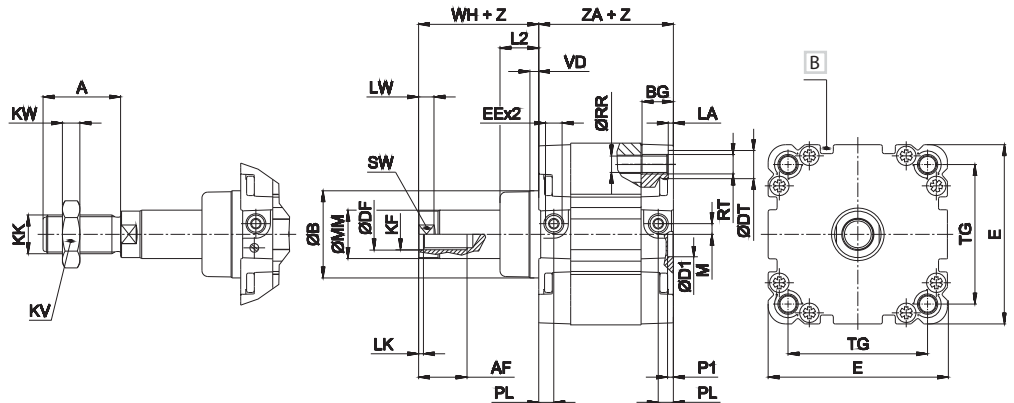 WH + Z
ZA + Z
L2
VD
A
LW
BG
B
KW
EEx2
ØRR
LA
SW
KK
ØB
ØMM
ØDF
KF
RT
ØDT
TG
E
ØD1
M
KV
LK
AF
P1
TG
E
PL
PL